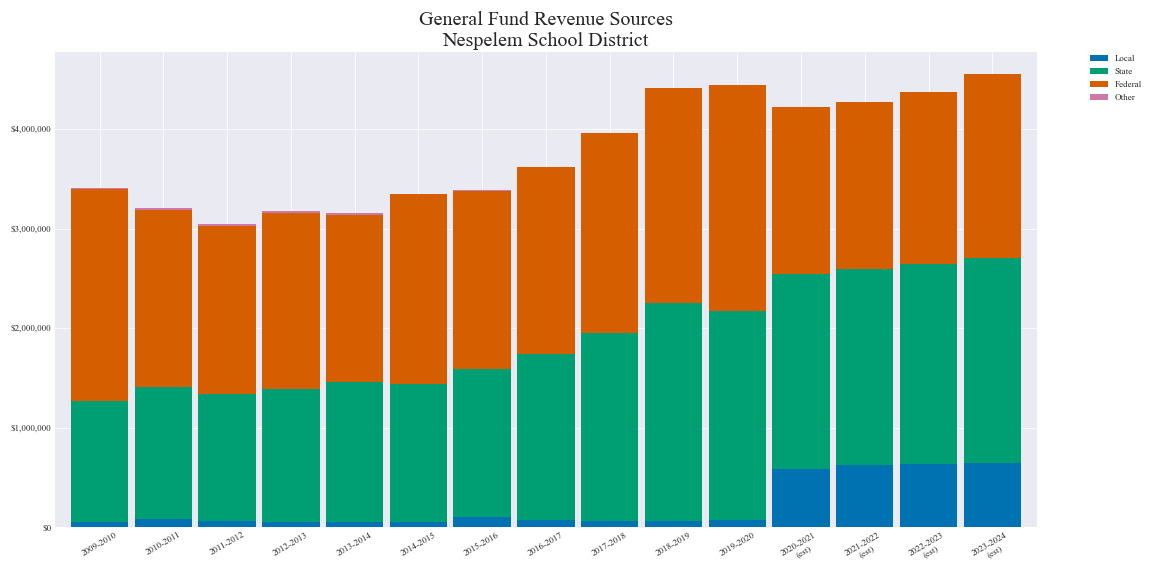 General Fund Revenue Sources
Nespelem School District
Local
State
Federal
Other
$4,000,000
$3,000,000
$2,000,000
$1,000,000
$0
2009-2010
2010-2011
2011-2012
2012-2013
2013-2014
2014-2015
2015-2016
2016-2017
2017-2018
2018-2019
2019-2020
2020-2021
(est)
2021-2022
(est)
2022-2023
(est)
2023-2024
(est)